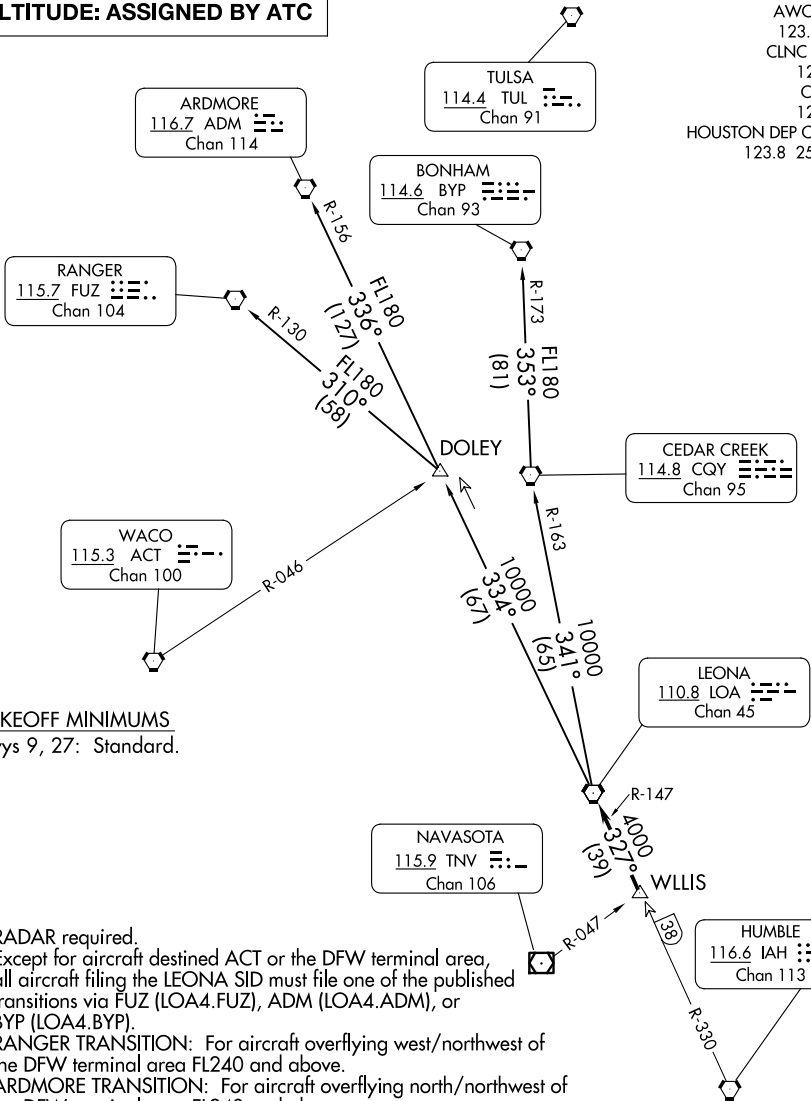 LTITUDE: ASSIGNED BY ATC
AWO
123.
CLNC
12
C
12
HOUSTON DEP C
123.8 25
TULSA
114.4 TUL
Chan 91
ARDMORE
116.7 ADM
Chan 114
BONHAM
114.6 BYP
Chan 93
RANGER
115.7 FUZ
Chan 104
R-156
FL180
336°
(127)
R-130
FL180
310°
(58)
R-173
FL180
353°
(81)
DOLEY
CEDAR CREEK
114.8 CQY
Chan 95
WACO
115.3 ACT
Chan 100
R-046
R-163
10000
334°
(67)
10000
341°
(65)
LEONA
110.8 LOA
Chan 45
KEOFF MINIMUMS
ys 9, 27: Standard.
R-147
4000
327°
(39)
NAVASOTA
115.9 TNV
Chan 106
WLLIS
R-047
38
HUMBLE
116.6 IAH
Chan 113
R-330
RADAR required.
Except for aircraft destined ACT or the DFW terminal area,
all aircraft filing the LEONA SID must file one of the published
transitions via FUZ (LOA4.FUZ), ADM (LOA4.ADM), or
BYP (LOA4.BYP).
RANGER TRANSITION: For aircraft overflying west/northwest of
he DFW terminal area FL240 and above.
ARDMORE TRANSITION: For aircraft overflying north/northwest of